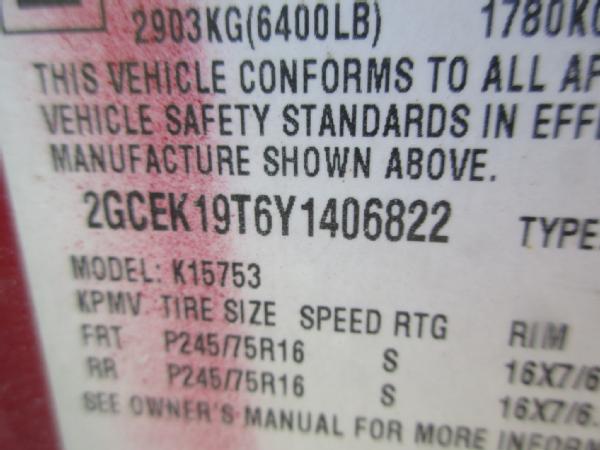 2903KG(6400LB) 1780KG
THIS VEHICLE CONFORMS TO ALL AP
VEHICLE SAFETY STANDARDS IN EFFE
MANUFACTURE SHOWN ABOVE.
2GCEK19T6Y1406822 TYPE:
MODEL: K15753
KPMV TIRE SIZE SPEED RTG RIM
FRT P245/75R16 S 16X7/6
RR P245/75R16 S 16X7/6.
SEE OWNER'S MANUAL FOR MORE INFORM